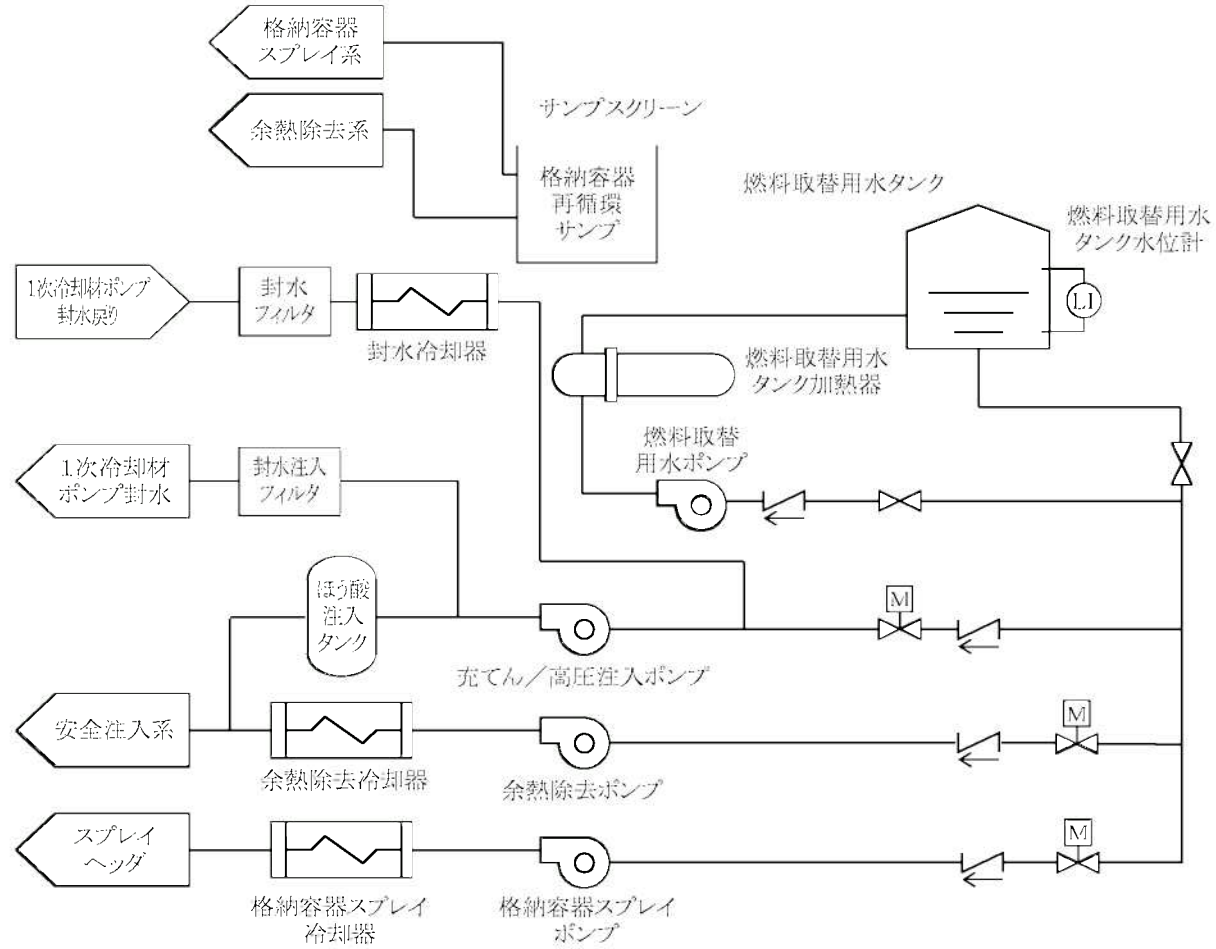 格納容器
スプレイ系
余熱除去系
サンプスクリーン
格納容器
再循環
サンプ
燃料取替用水タンク
燃料取替用水
タンク水位計
LI
1次冷却材ポンプ
封水戻り
封水
フィルタ
封水冷却器
燃料取替用水
タンク加熱器
燃料取替
用水ポンプ
1次冷却材
ポンプ封水
封水注入
フィルタ
ほう酸
注入
タンク
M
充てん／高圧注入ポンプ
安全注入系
余熱除去冷却器
余熱除去ポンプ
M
スプレイ
ヘッダ
格納容器スプレイ
冷却器
格納容器スプレイ
ポンプ
M